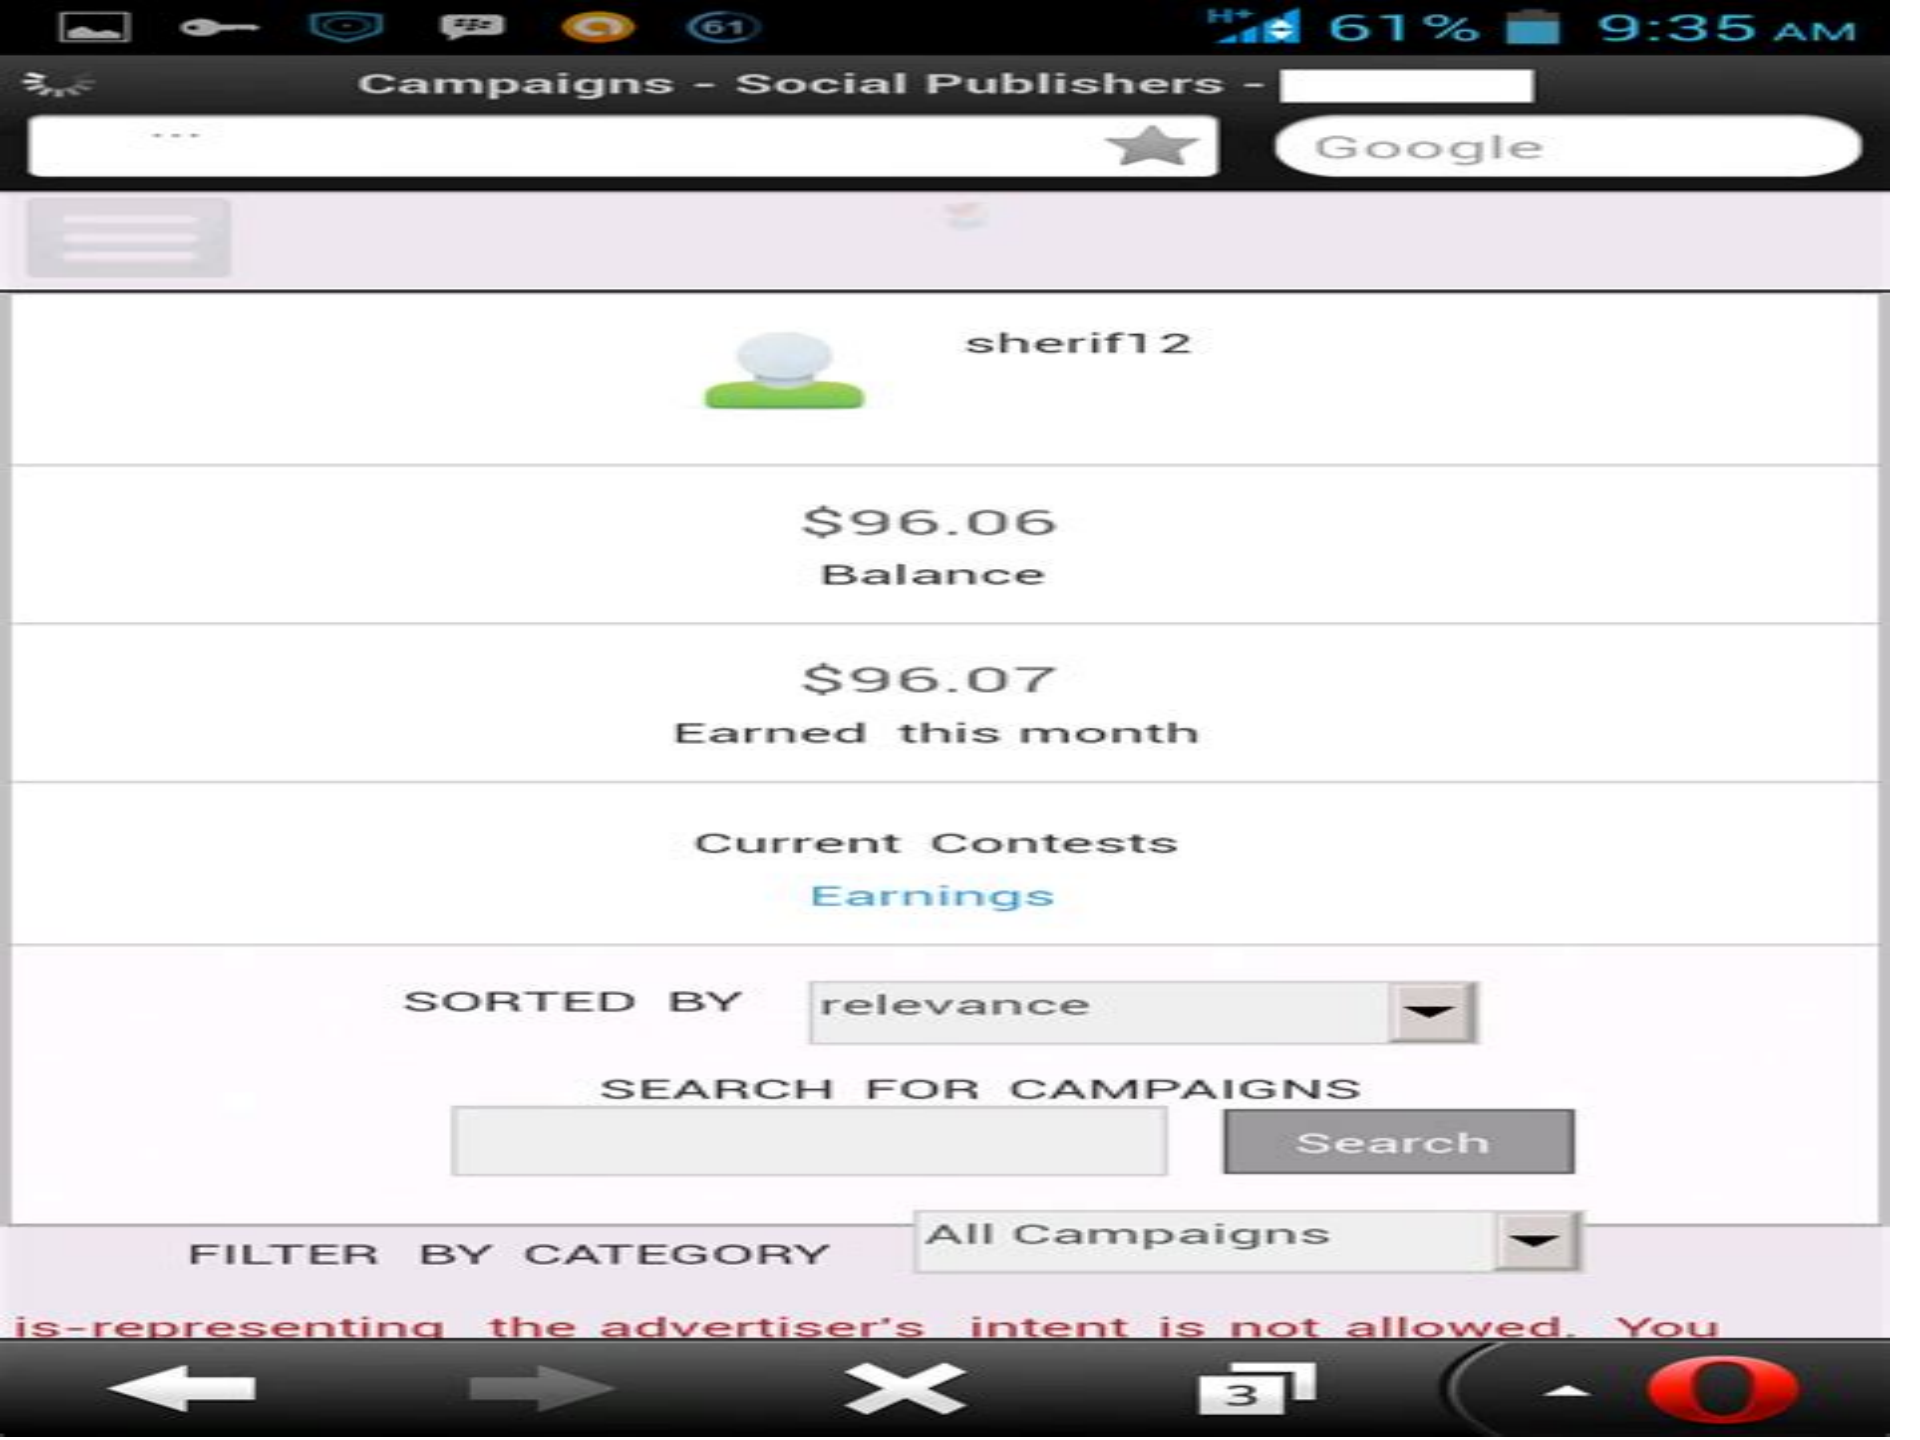 61 H+ 61% 9:35 AM
Campaigns - Social Publishers -
... Google
sherif12
$96.06
Balance
$96.07
Earned this month
Current Contests
Earnings
SORTED BY relevance
SEARCH FOR CAMPAIGNS
Search
FILTER BY CATEGORY All Campaigns
is-representing the advertiser's intent is not allowed. You
3